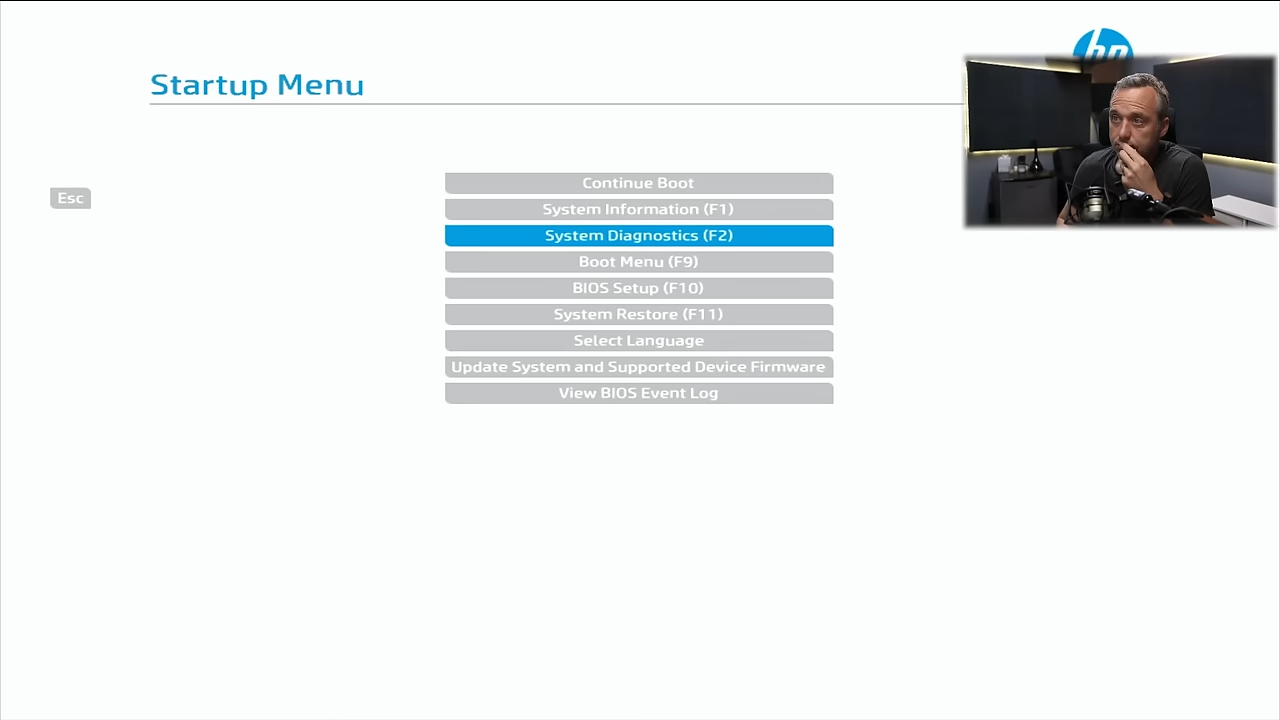 hp
Startup Menu
Esc
Continue Boot
System Information (F1)
System Diagnostics (F2)
Boot Menu (F9)
BIOS Setup (F10)
System Restore (F11)
Select Language
Update System and Supported Device Firmware
View BIOS Event Log